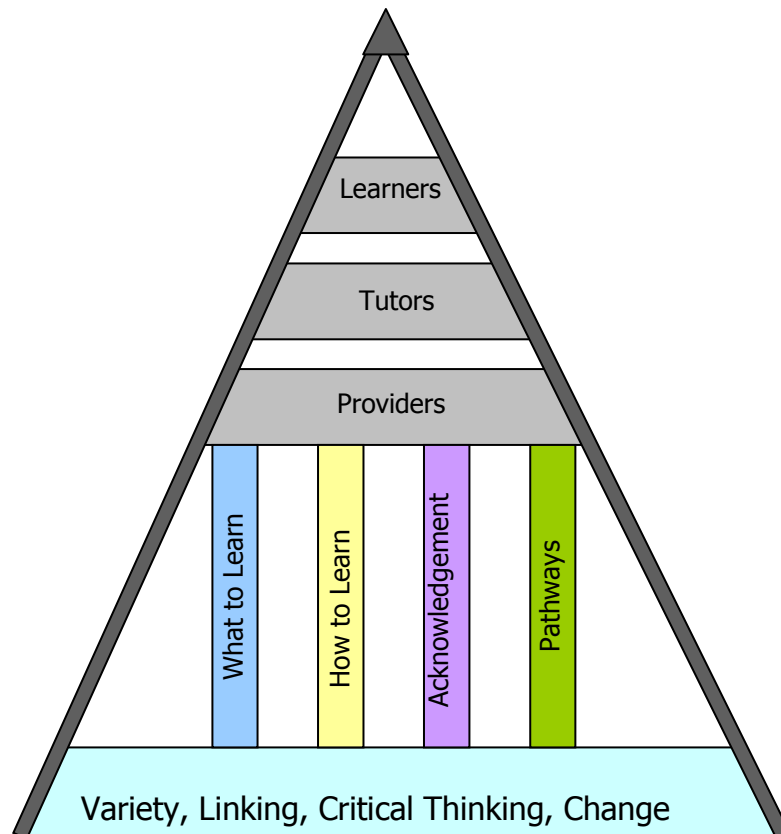 Learners
Tutors
Providers
What to Learn
How to Learn
Acknowledgement
Pathways
Variety, Linking, Critical Thinking, Change